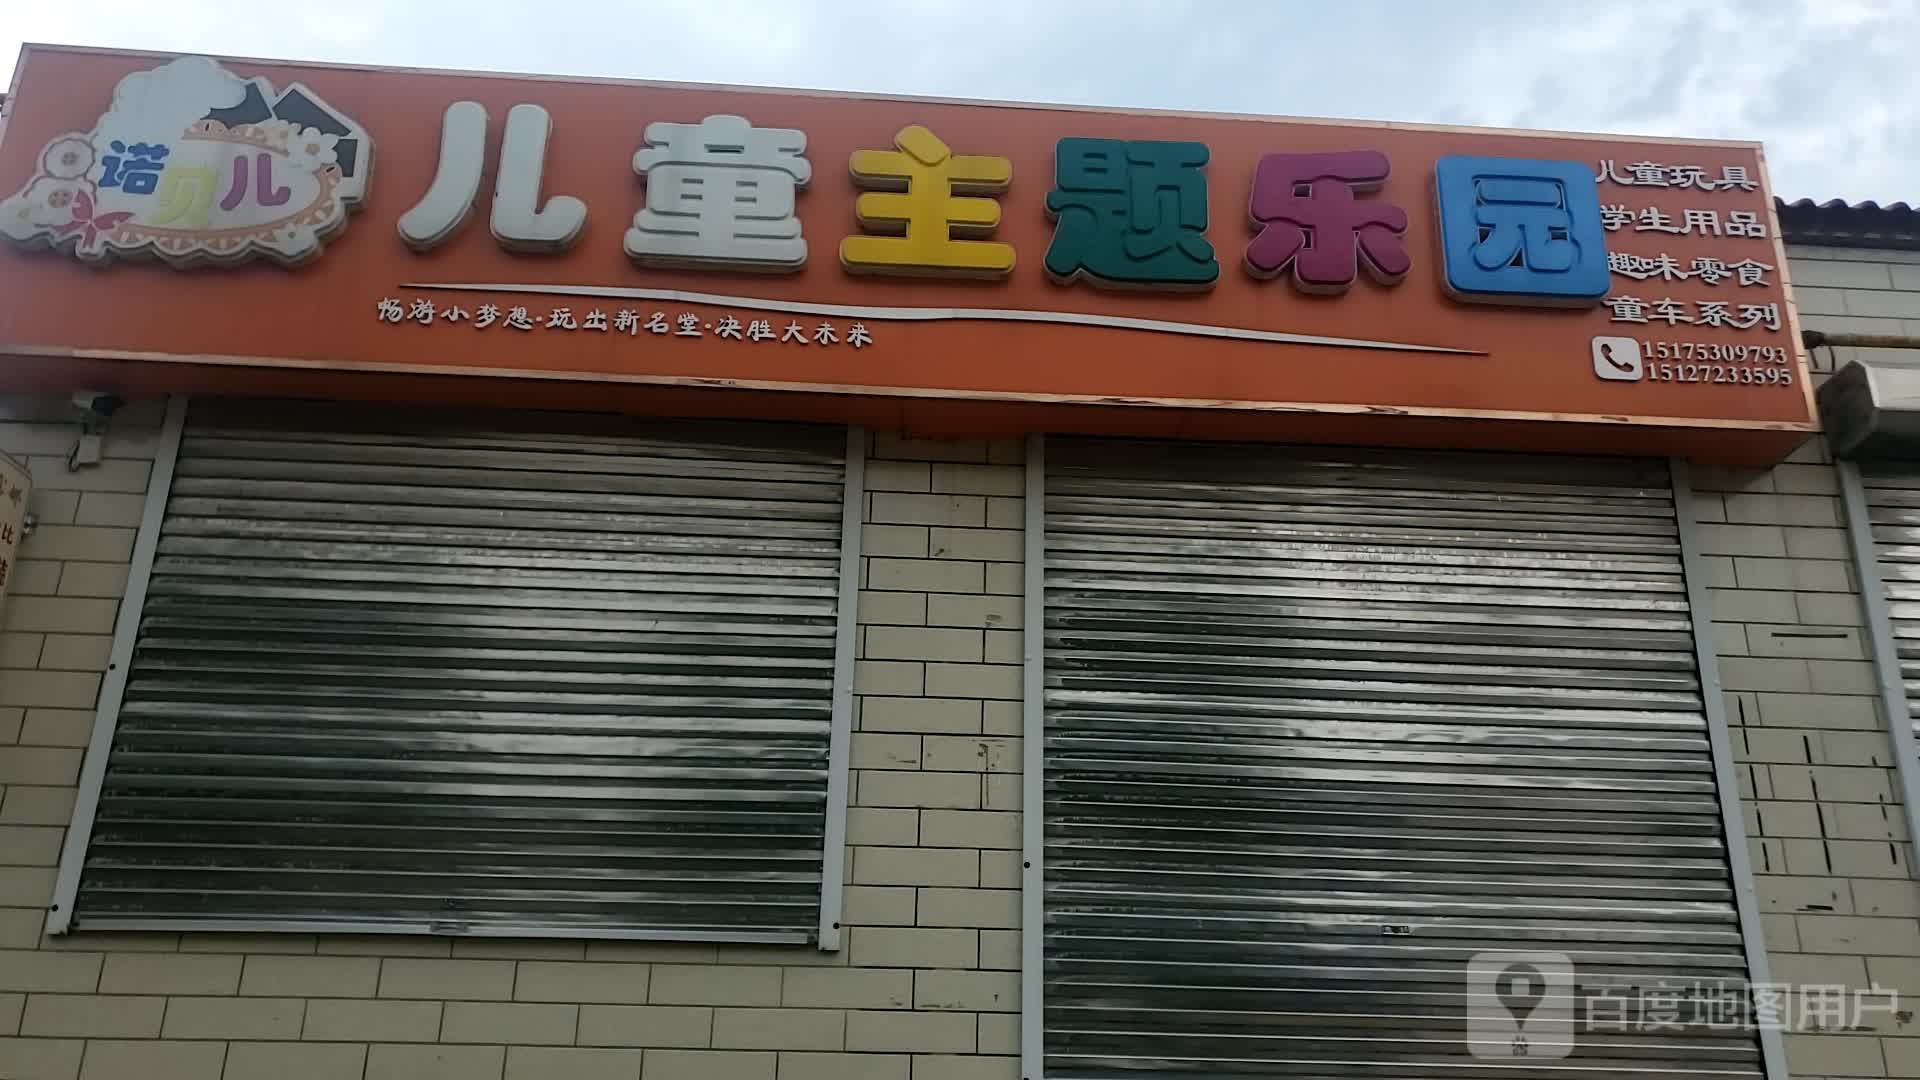 诺贝儿
儿童主题乐园
畅游小梦想·玩出新名堂·决胜大未来
儿童玩具
学生用品
趣味零食
童车系列
15175309793
15127233595
比
百度地图用户